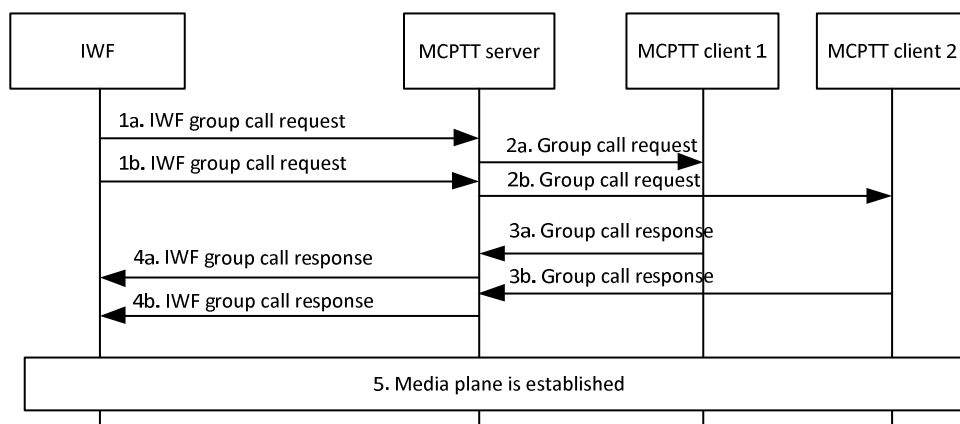 IWF
MCPTT server
MCPTT client 1
MCPTT client 2
1a. IWF group call request
2a. Group call request
1b. IWF group call request
2b. Group call request
3a. Group call response
4a. IWF group call response
3b. Group call response
4b. IWF group call response
5. Media plane is established